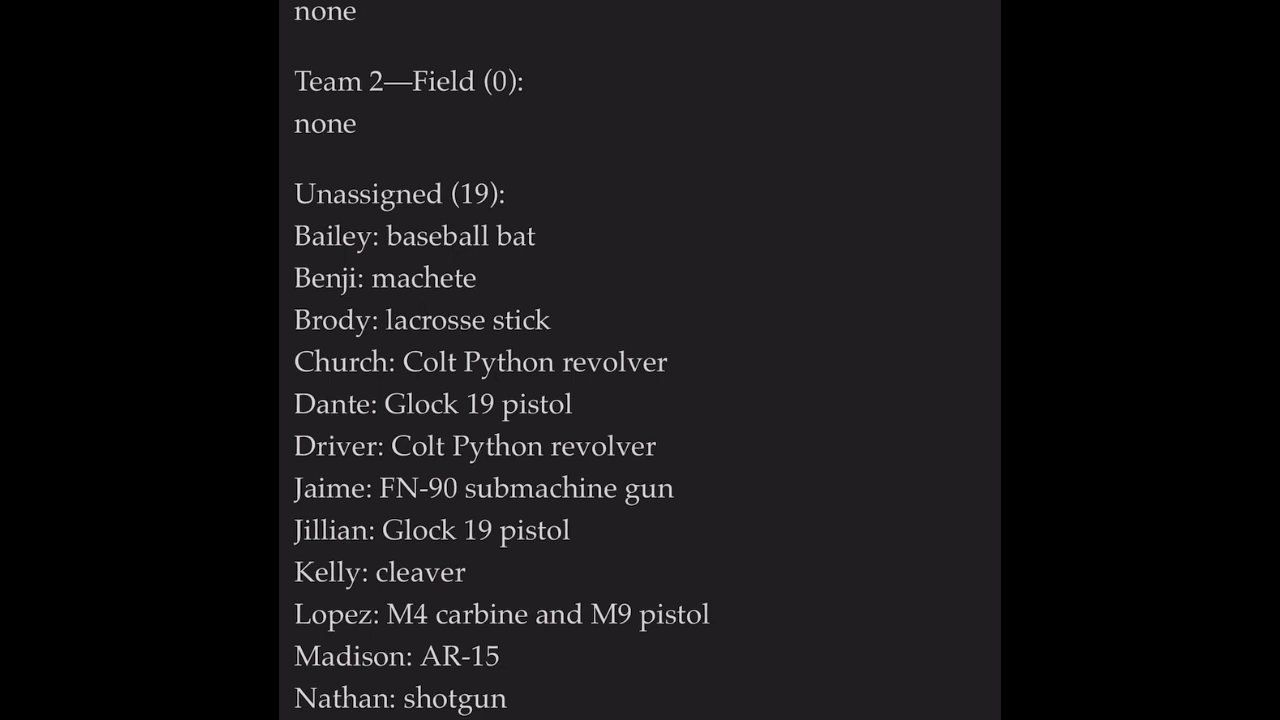 none
Team 2—Field (0):
none
Unassigned (19):
Bailey: baseball bat
Benji: machete
Brody: lacrosse stick
Church: Colt Python revolver
Dante: Glock 19 pistol
Driver: Colt Python revolver
Jaime: FN-90 submachine gun
Jillian: Glock 19 pistol
Kelly: cleaver
Lopez: M4 carbine and M9 pistol
Madison: AR-15
Nathan: shotgun